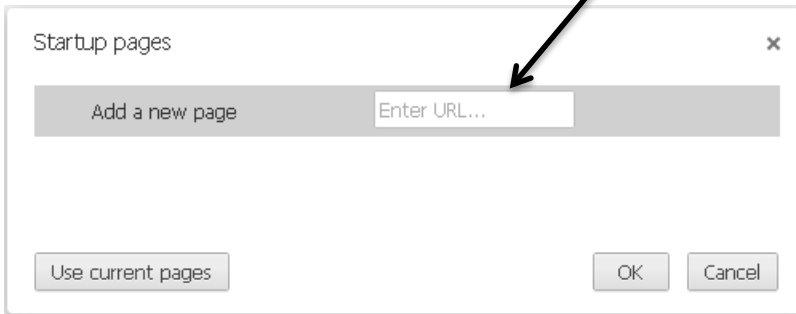 Startup pages
Add a new page Enter URL...
Use current pages OK Cancel